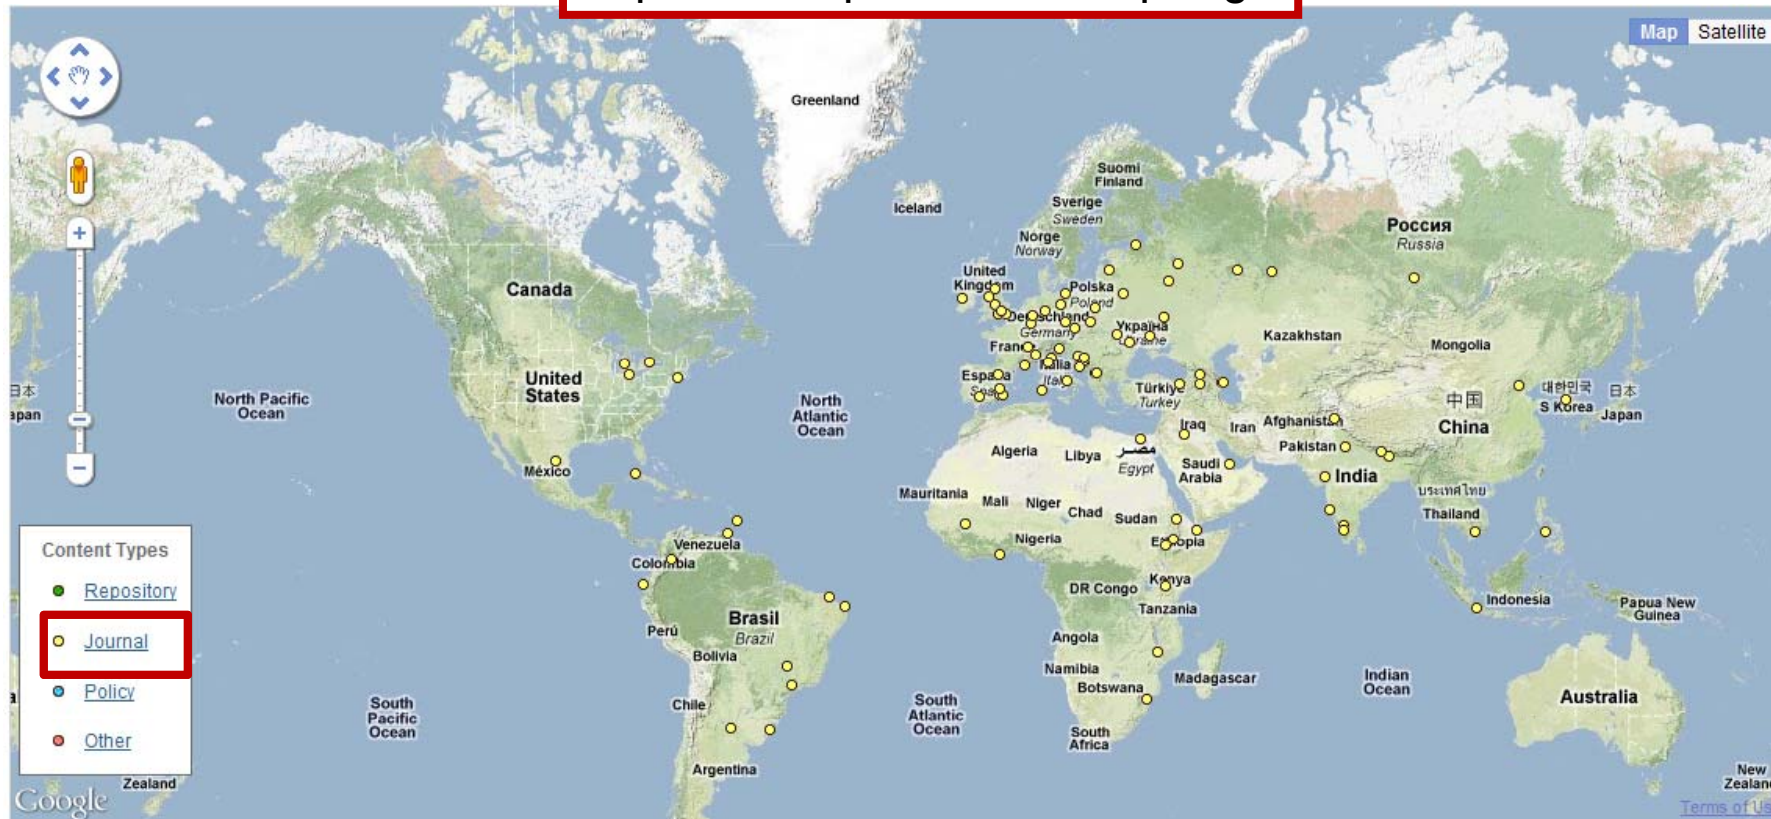 Map
Satellite
Greenland
Suomi
Finland
Iceland
Sverige
Sweden
Norge
Norway
Россия
Russia
United
Kingdom
Polska
Poland
Deutschland
Germany
Україна
Ukraine
Canada
Kazakhstan
Mongolia
France
Italia
Italy
España
Spain
Türkiye
Turkey
United
States
North Pacific
Ocean
North
Atlantic
Ocean
日本
apan
中国
China
대한민국
S Korea
日本
Japan
Iraq
Iran
Afghanistan
Pakistan
Algeria
Libya
مصر
Egypt
Saudi
Arabia
India
México
ประเทศไทย
Thailand
Mauritania
Mali
Niger
Chad
Sudan
Nigeria
Ethiopia
Venezuela
Colombia
DR Congo
Kenya
Tanzania
Indonesia
Papua New
Guinea
Content Types
Repository
Journal
Policy
Other
Brasil
Brazil
Perú
Bolivia
Angola
Namibia
Botswana
Madagascar
Indian
Ocean
Australia
South
Pacific
Ocean
Chile
South
Atlantic
Ocean
South
Africa
Argentina
Zealand
New
Zealand
Google
Terms of Us